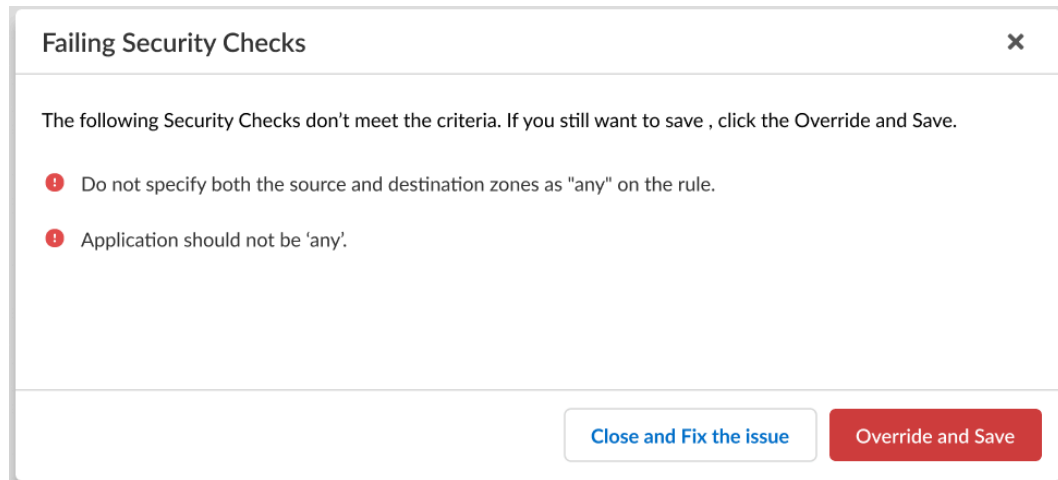 Failing Security Checks
The following Security Checks don’t meet the criteria. If you still want to save , click the Override and Save.
Do not specify both the source and destination zones as "any" on the rule.
Application should not be ‘any’.
Close and Fix the issue
Override and Save